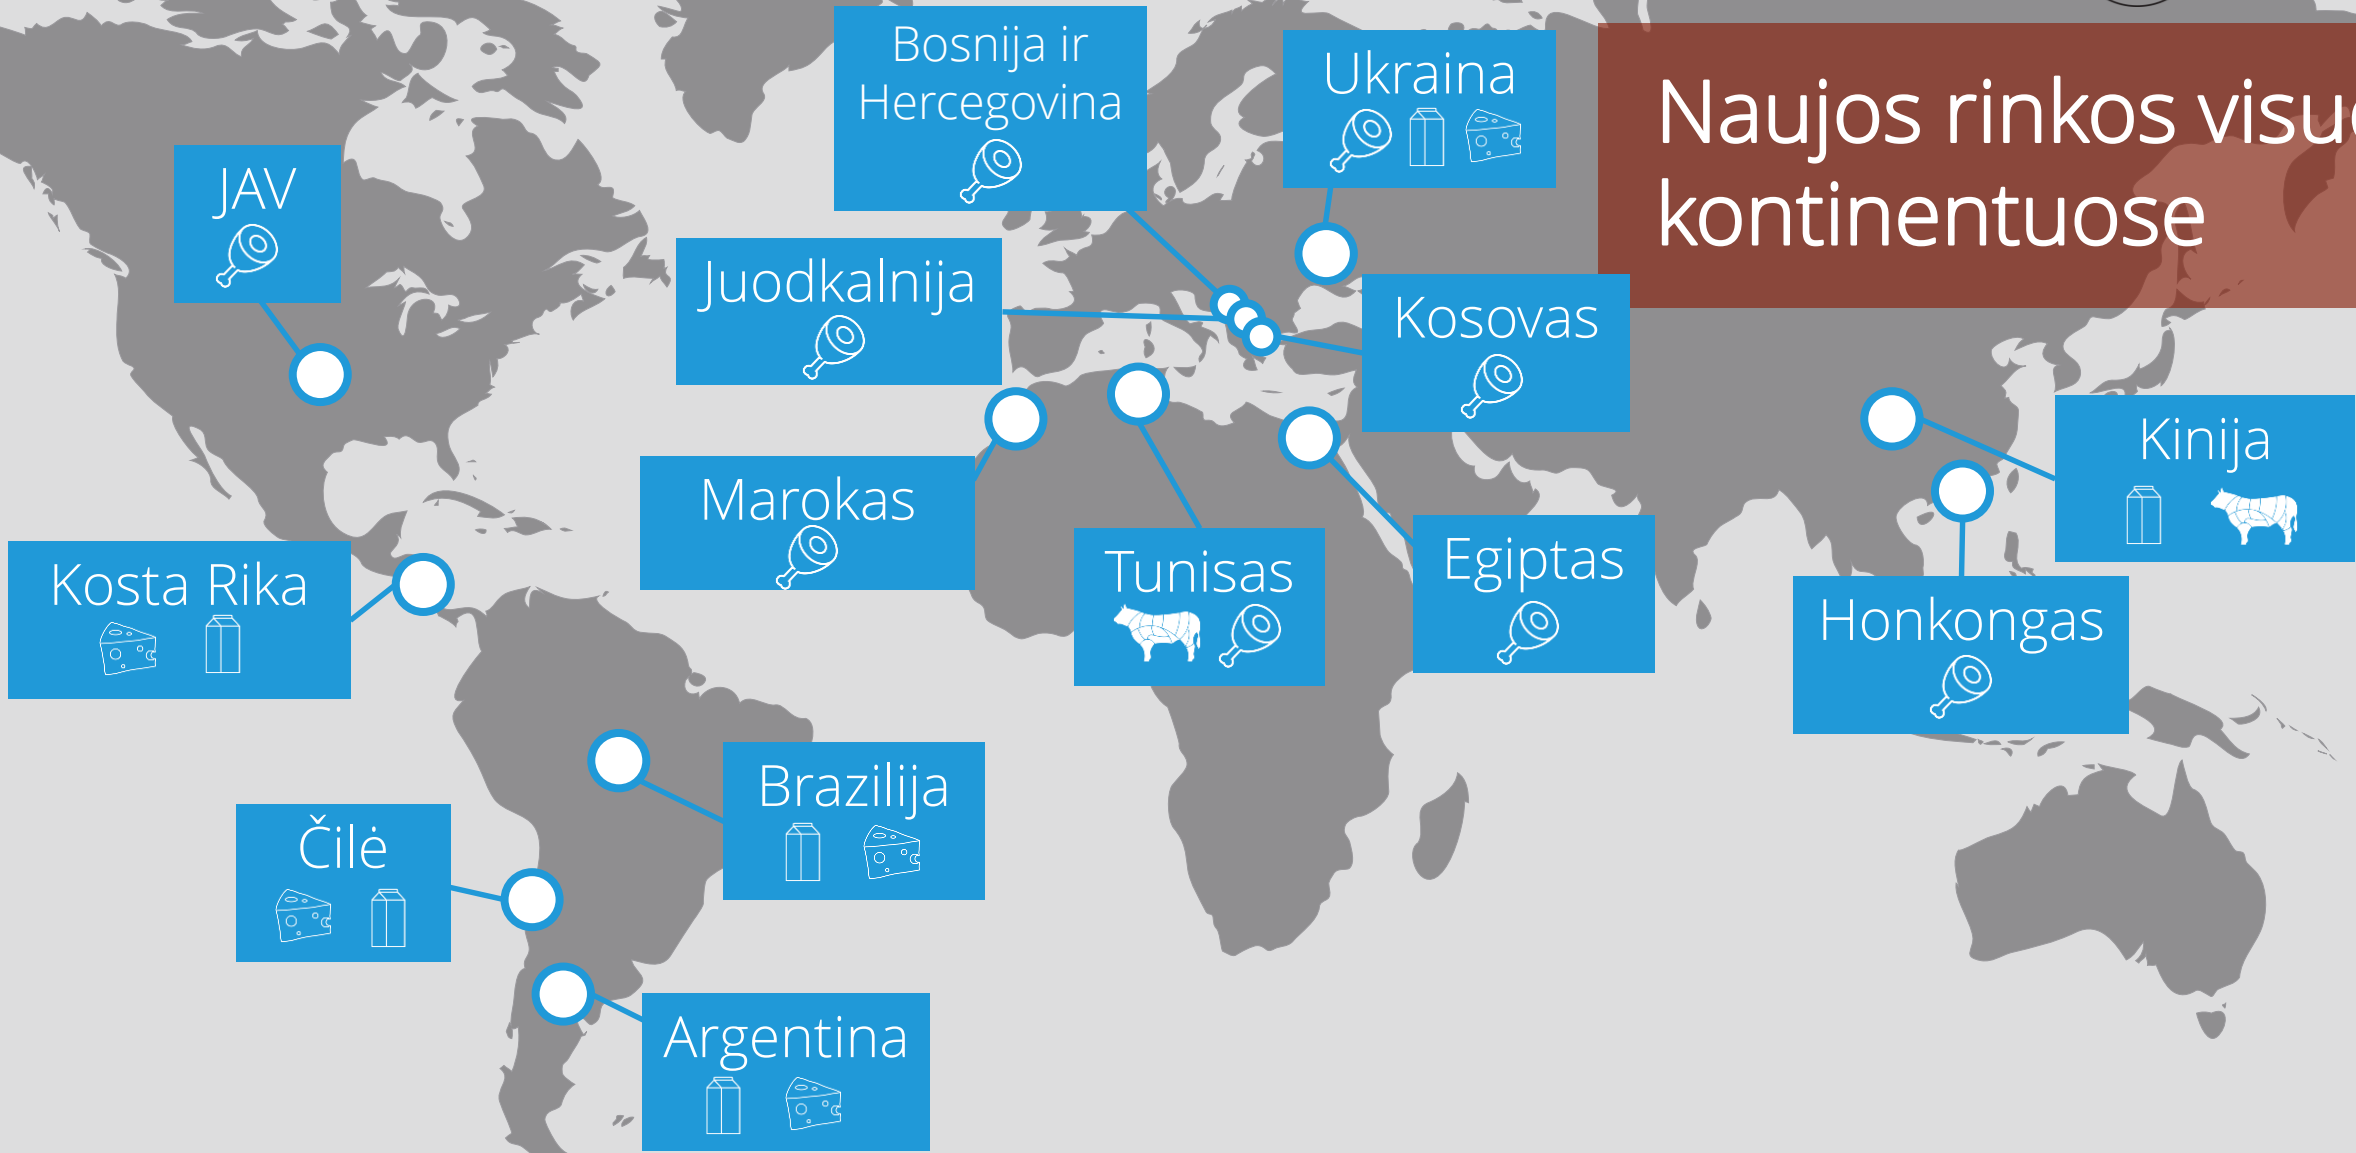 Bosnija ir
Hercegovina
Ukraina
Naujos rinkos
kontinentuose
JAV
Juodkalnija
Kosovas
Kinija
Marokas
Tunisas
Egiptas
Honkongas
Kosta Rika
Brazilija
Čilė
Argentina